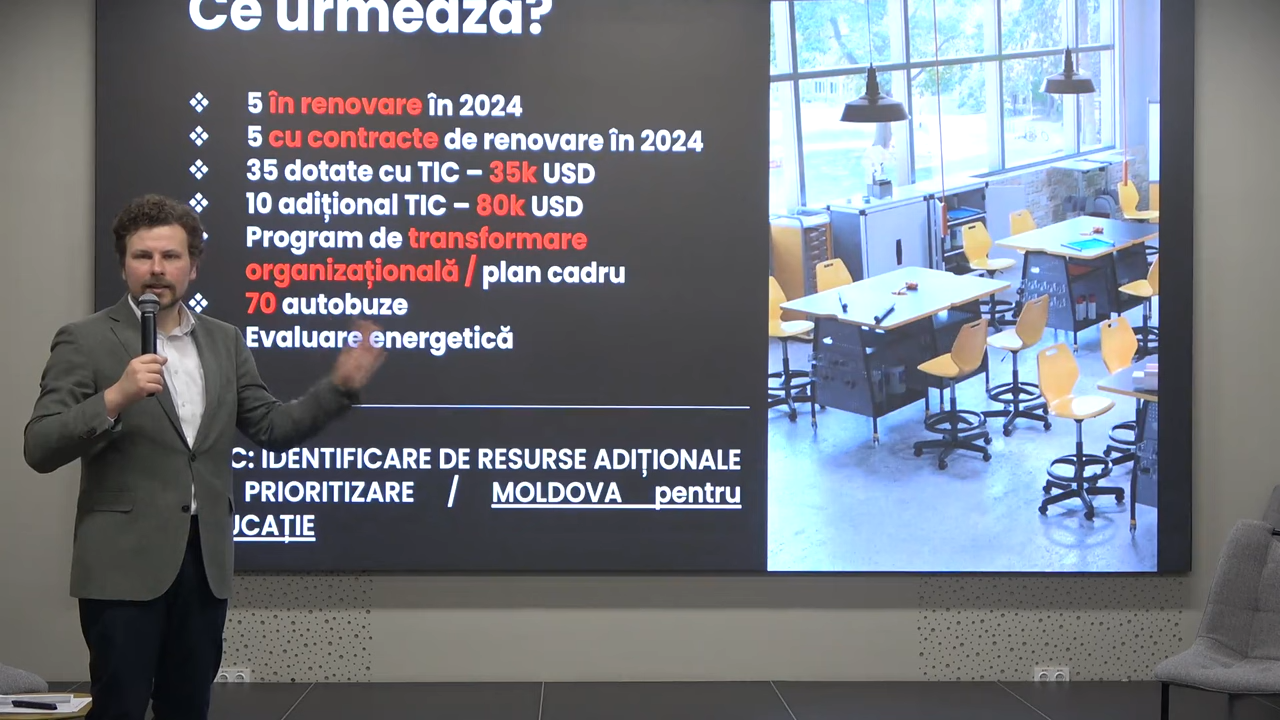 Ce urmează?
5 în renovare în 2024
5 cu contracte de renovare în 2024
35 dotate cu TIC – 35k USD
10 adițional TIC – 80k USD
Program de transformare
organizațională / plan cadru
70 autobuze
Evaluare energetică
C: IDENTIFICARE DE RESURSE ADIȚIONALE
PRIORITIZARE / MOLDOVA pentru
UCAȚIE